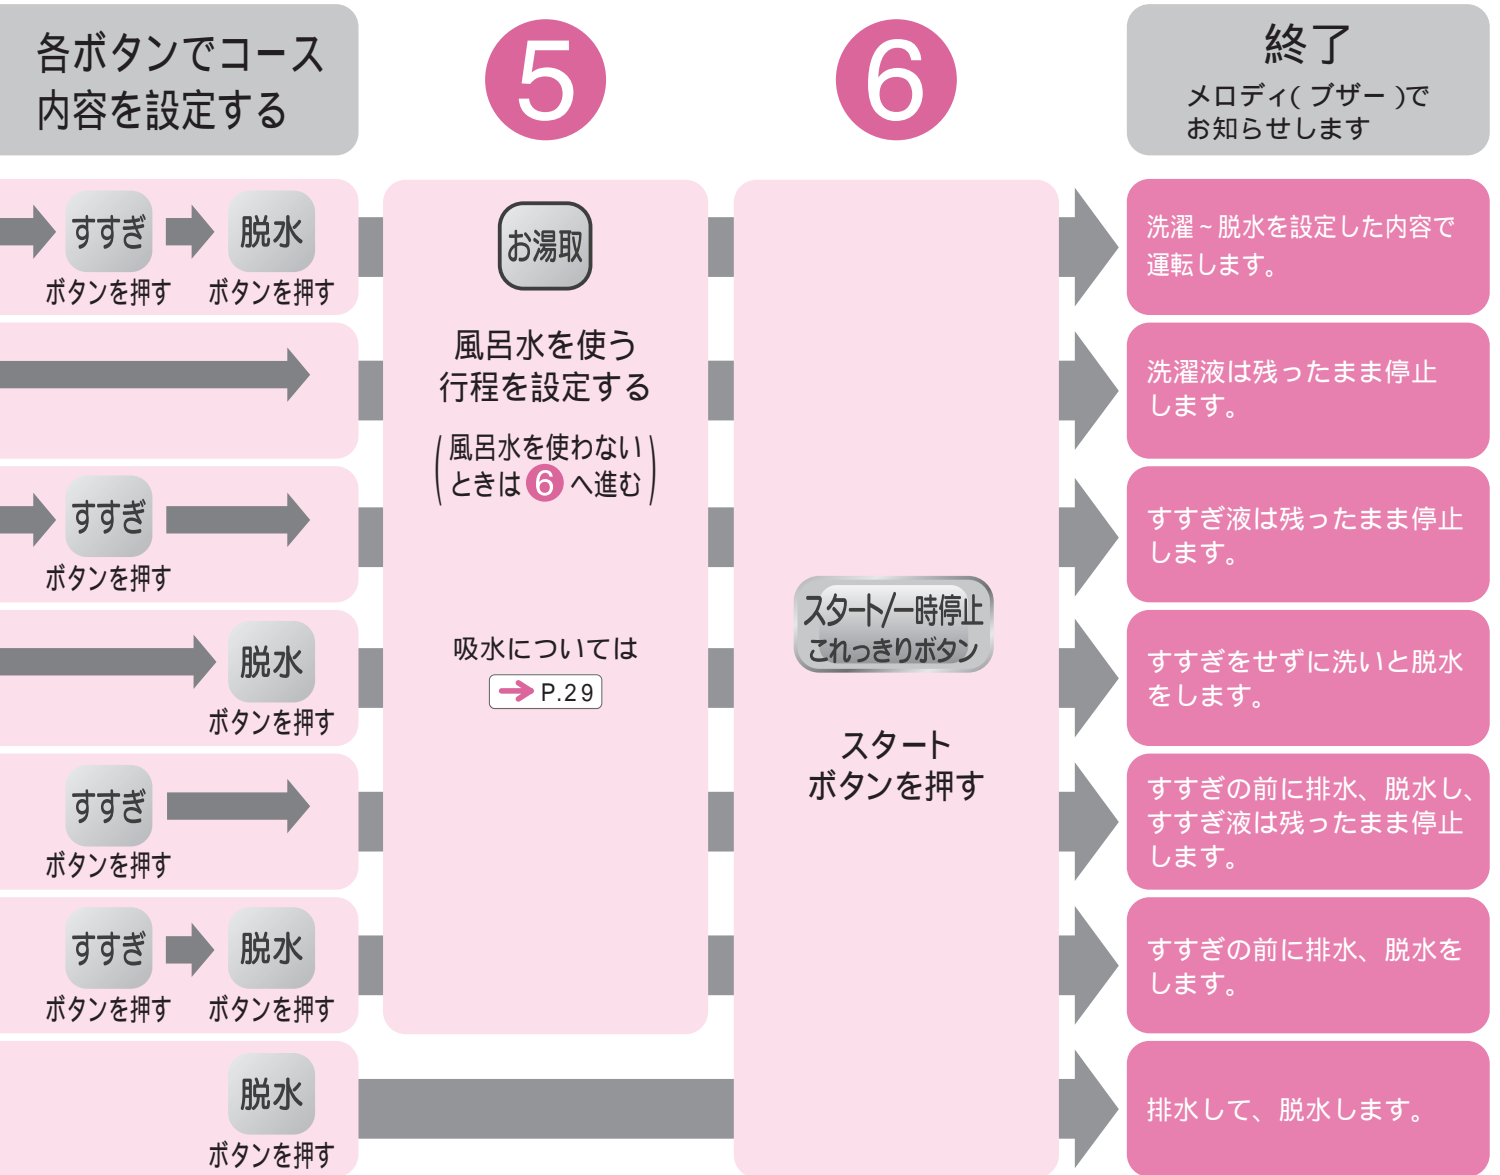 各ボタンでコース
内容を設定する
5
6
終了
メロディ(ブザー)で
お知らせします
すすぎ
ボタンを押す
脱水
ボタンを押す
お湯取
風呂水を使う
行程を設定する
(風呂水を使わない
ときは6へ進む)
吸水については
P.29
スタート/一時停止
これっきりボタン
スタート
ボタンを押す
洗濯~脱水を設定した内容で
運転します。
洗濯液は残ったまま停止
します。
すすぎ
ボタンを押す
すすぎ液は残ったまま停止
します。
脱水
ボタンを押す
すすぎをせずに洗いと脱水
をします。
すすぎ
ボタンを押す
すすぎの前に排水、脱水し、
すすぎ液は残ったまま停止
します。
すすぎ
ボタンを押す
脱水
ボタンを押す
すすぎの前に排水、脱水を
します。
脱水
ボタンを押す
排水して、脱水します。